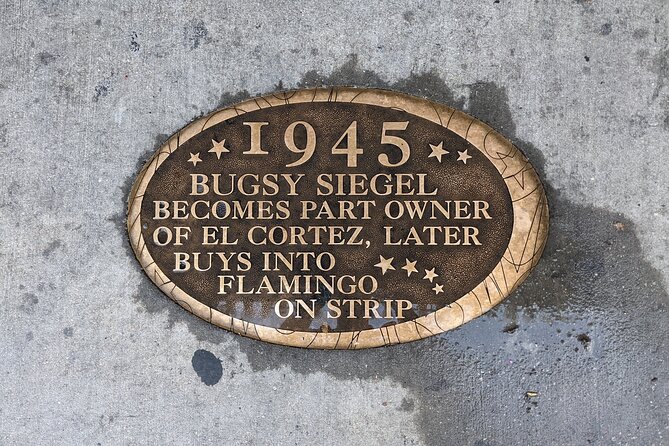 1945
BUGSY SIEGEL
BECOMES PART OWNER
OF EL CORTEZ, LATER
BUYS INTO
FLAMINGO
ON STRIP